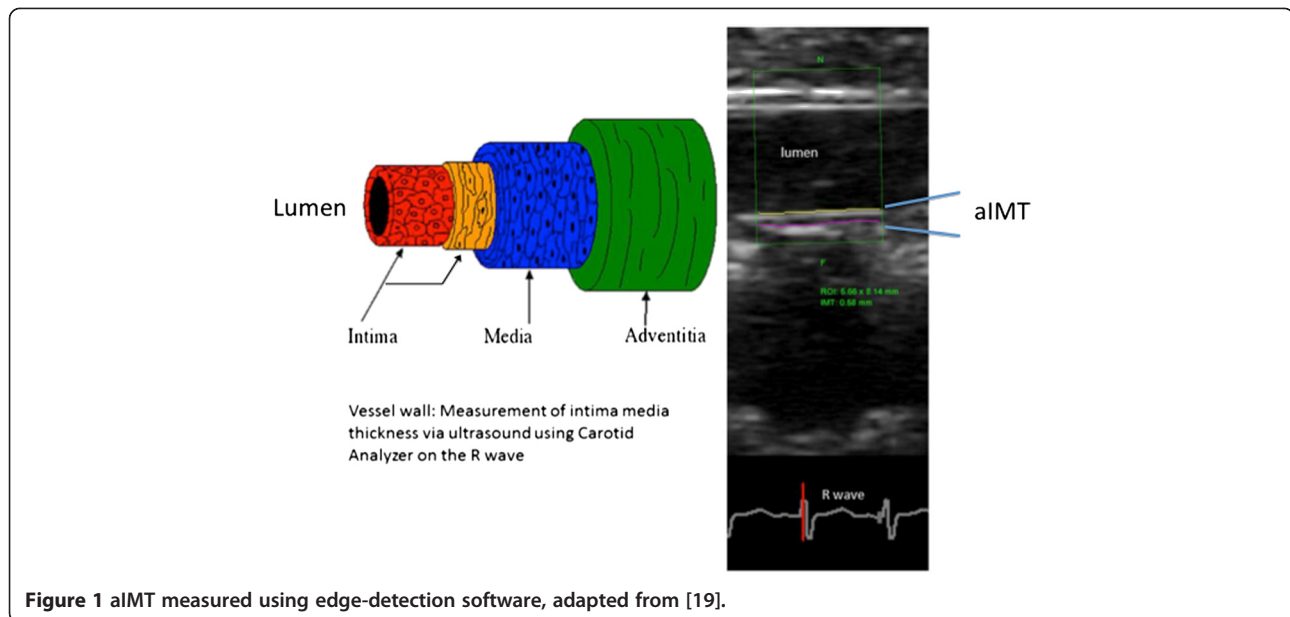 Lumen
Intima
Media
Adventitia
Vessel wall: Measurement of intima media
thickness via ultrasound using Carotid
Analyzer on the R wave
N
lumen
aIMT
F
ROI: 5.66 x 8.14 mm
IMT: 0.58 mm
R wave
Figure 1 aIMT measured using edge-detection software, adapted from [19].